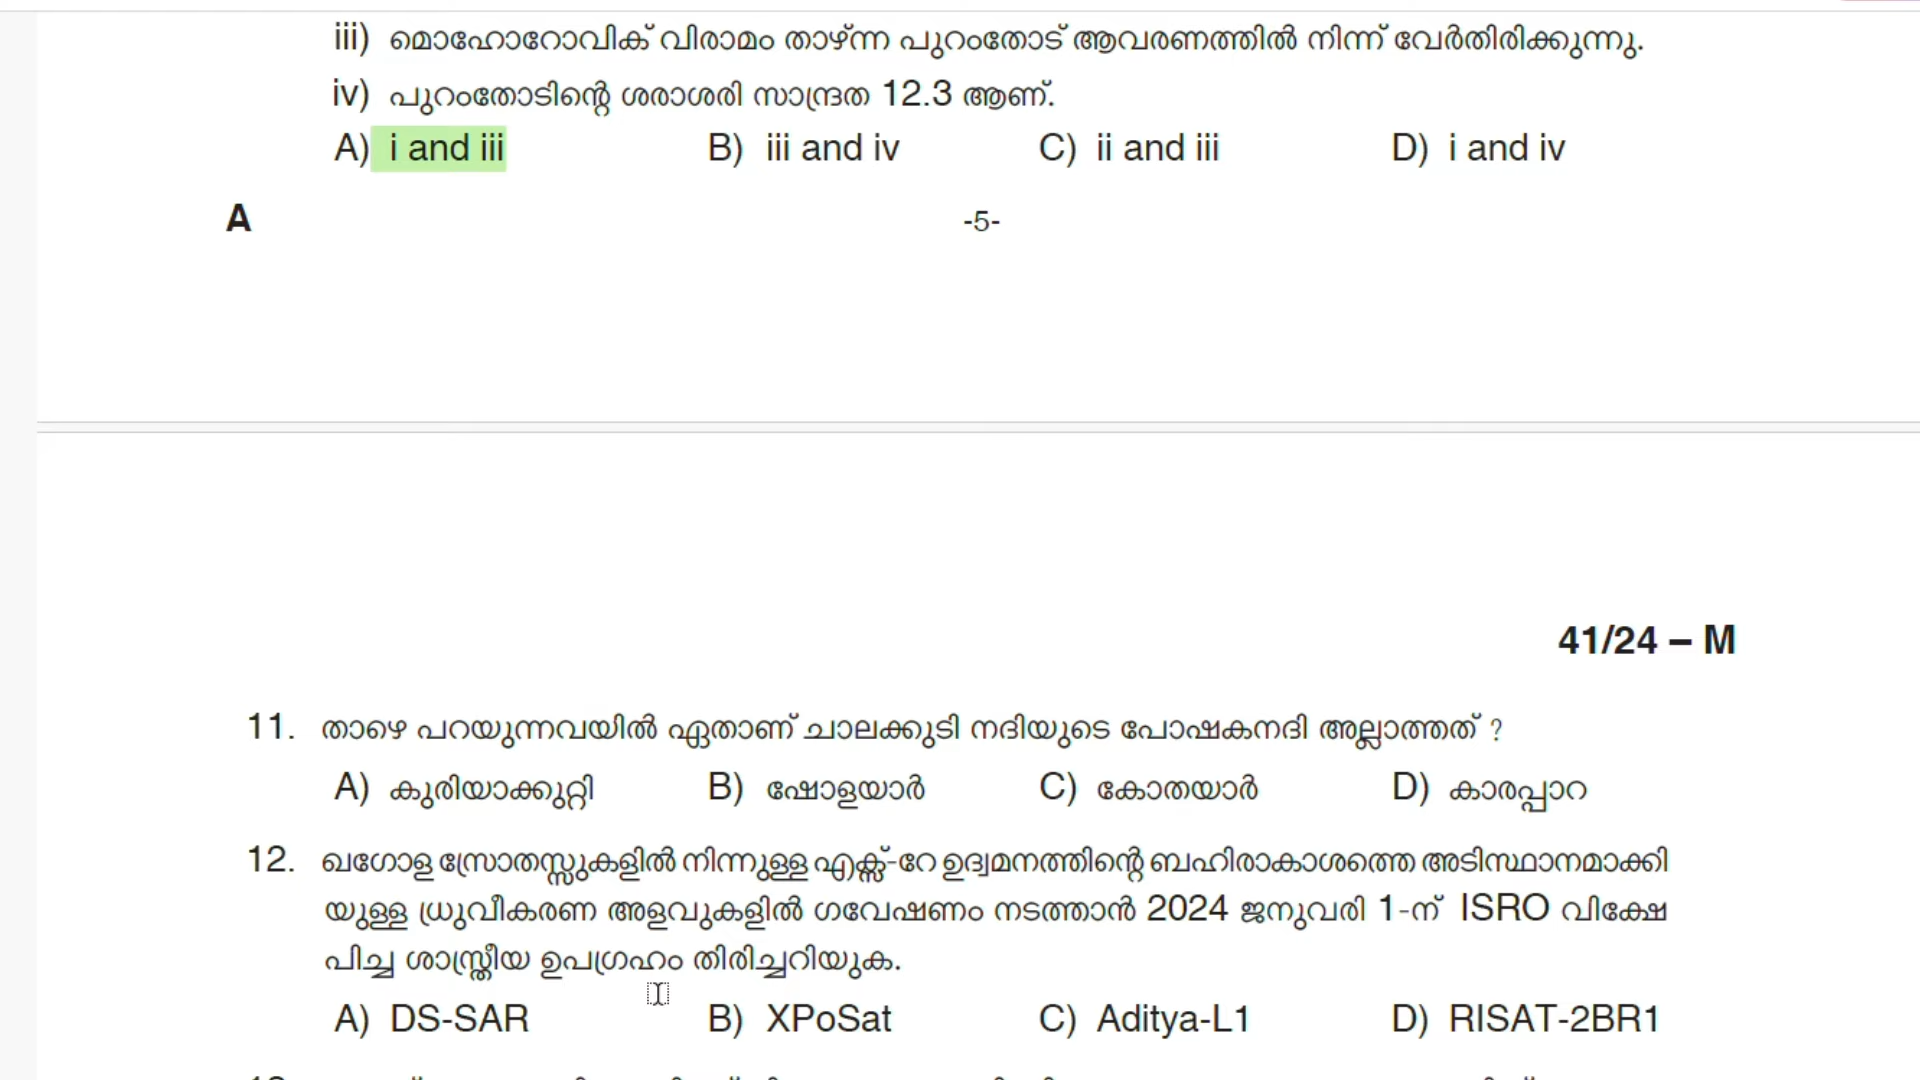 iii) മൊഹോറോവിക് വിരാമം താഴ്ന്ന പുറംതോട് ആവരണത്തിൽ നിന്ന് വേർതിരിക്കുന്നു.
iv) പുറംതോടിന്റെ ശരാശരി സാന്ദ്രത 12.3 ആണ്.
A) i and iii B) iii and iv C) ii and iii D) i and iv
A -5-
41/24 – M
11. താഴെ പറയുന്നവയിൽ ഏതാണ് ചാലക്കുടി നദിയുടെ പോഷകനദി അല്ലാത്തത് ?
A) കുരിയാക്കുറ്റി B) ഷോളയാർ C) കോതയാർ D) കാരപ്പാറ
12. ഖഗോള സ്രോതസ്സുകളിൽ നിന്നുള്ള എക്സ്-റേ ഉദ്വമനത്തിന്റെ ബഹിരാകാശത്തെ അടിസ്ഥാനമാക്കി
യുള്ള ധ്രുവീകരണ അളവുകളിൽ ഗവേഷണം നടത്താൻ 2024 ജനുവരി 1-ന് ISRO വിക്ഷേ
പിച്ച ശാസ്ത്രീയ ഉപഗ്രഹം തിരിച്ചറിയുക.
A) DS-SAR B) XPoSat C) Aditya-L1 D) RISAT-2BR1